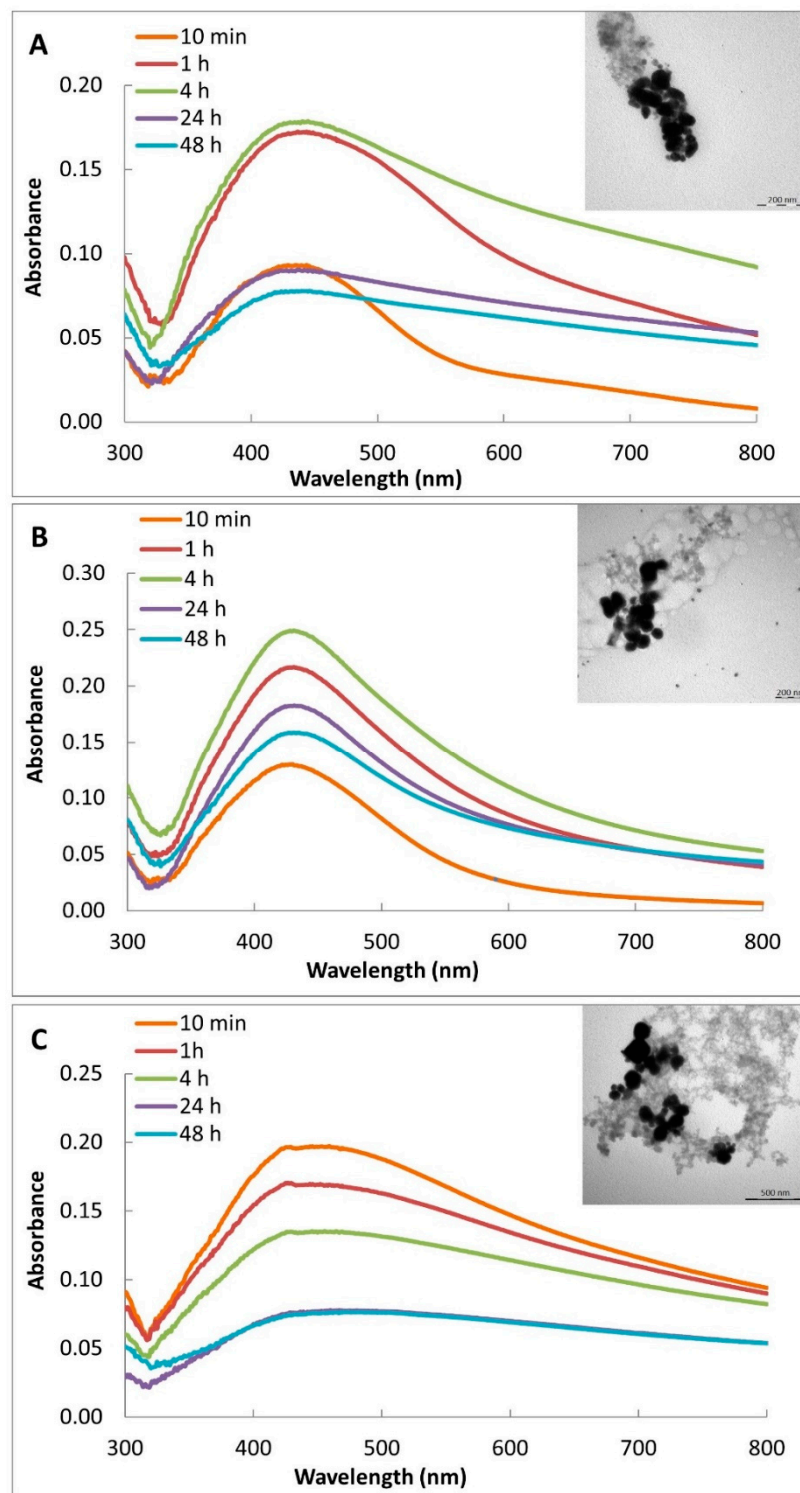 A
10 min
1 h
4 h
24 h
48 h
200 nm
Absorbance
0.20
0.15
0.10
0.05
0.00
300 400 500 600 700 800
Wavelength (nm)
B
10 min
1 h
4 h
24 h
48 h
200 nm
Absorbance
0.30
0.25
0.20
0.15
0.10
0.05
0.00
300 400 500 600 700 800
Wavelength (nm)
C
10 min
1h
4 h
24 h
48 h
500 nm
Absorbance
0.25
0.20
0.15
0.10
0.05
0.00
300 400 500 600 700 800
Wavelength (nm)